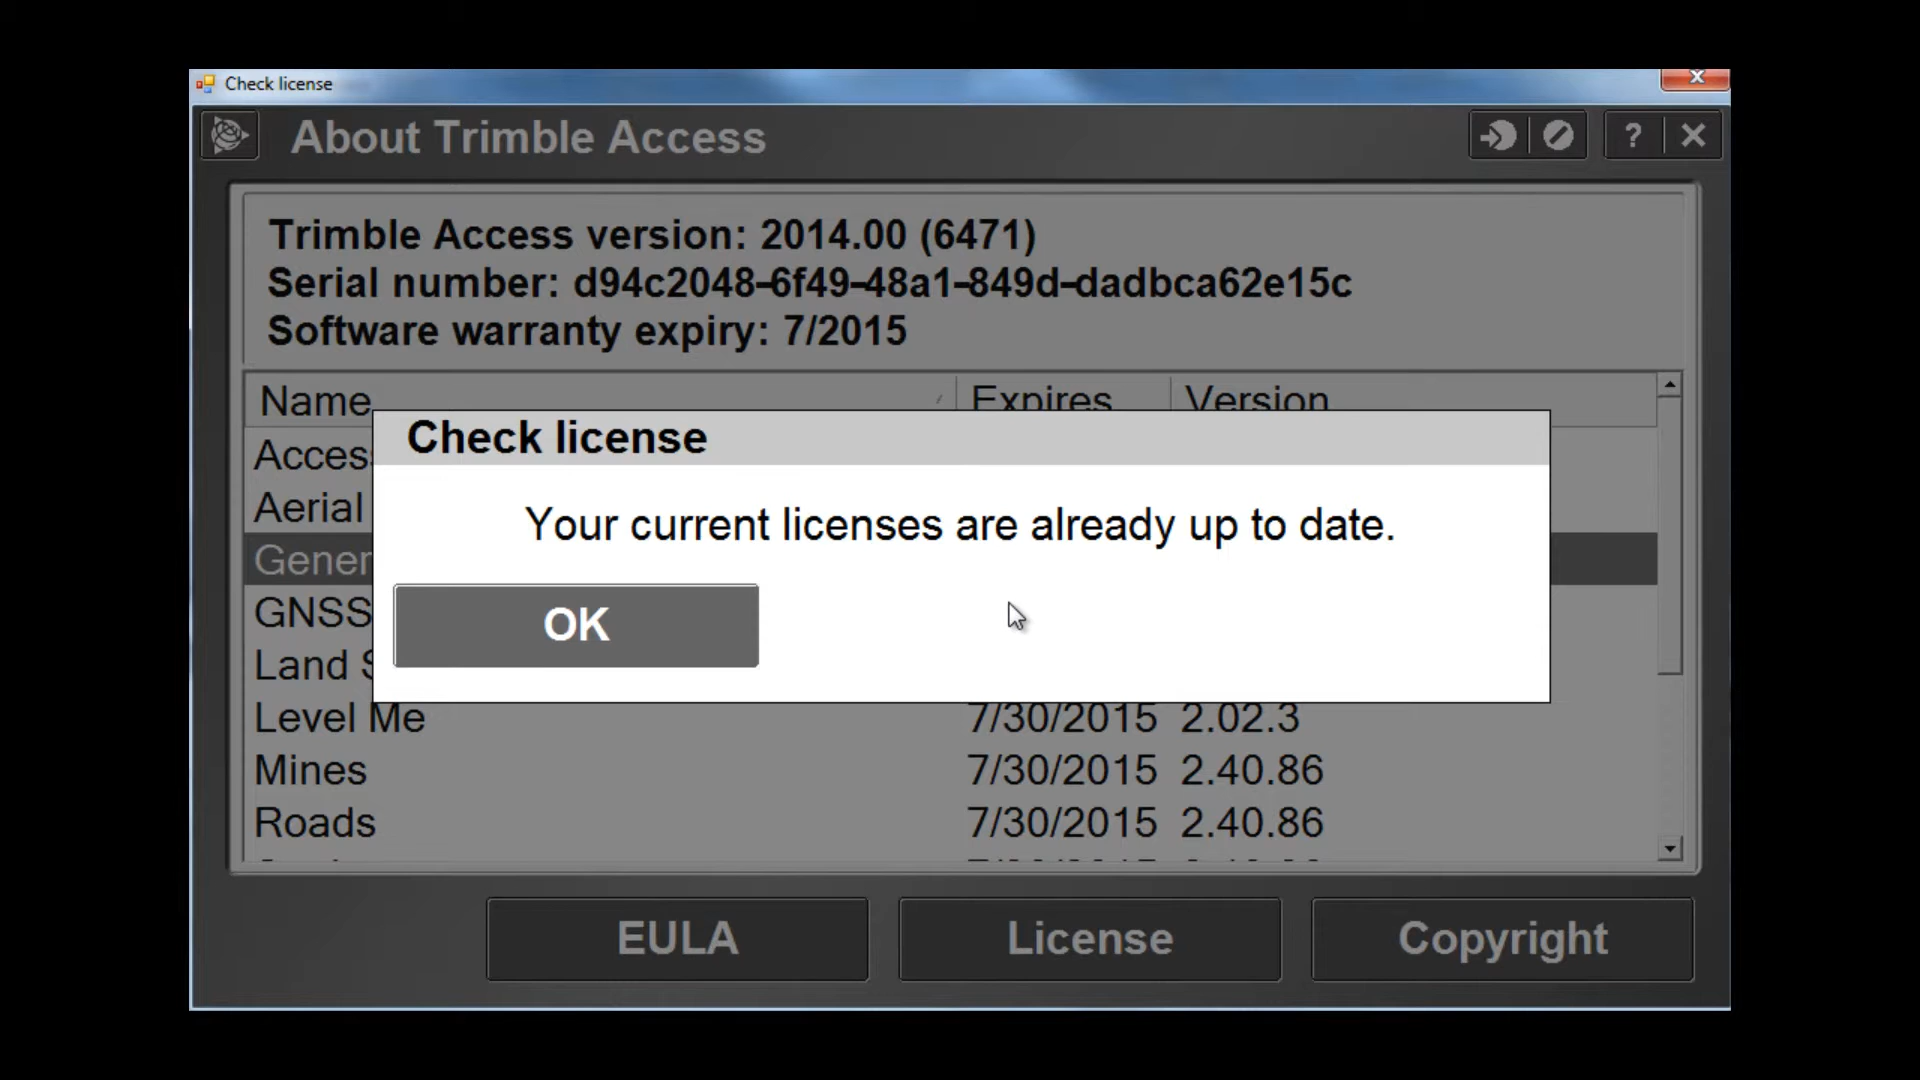 Check license
About Trimble Access
?
Trimble Access version: 2014.00 (6471)
Serial number: d94c2048-6f49-48a1-849d-dadbca62e15c
Software warranty expiry: 7/2015
Name Expires Version
Check license
Aerial
Your current licenses are already up to date.
GNSS
OK
Land
Level Me 7/30/2015 2.02.3
Mines 7/30/2015 2.40.86
Roads 7/30/2015 2.40.86
EULA License Copyright